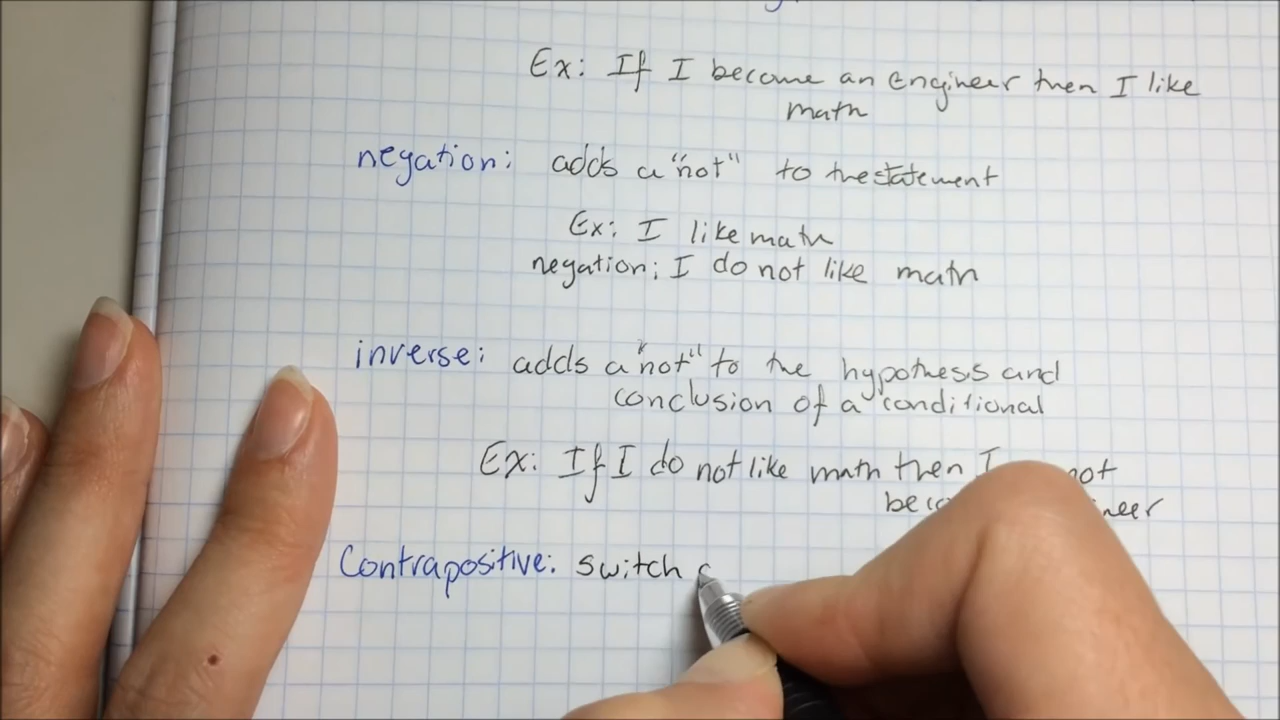 Ex: If I become an engineer then I like
math
negation: adds a "not" to the statement
Ex: I like math
negation: I do not like math
inverse: adds a "not" to the hypothesis and
conclusion of a conditional
Ex: If I do not like math then I not
Contrapositive: switch